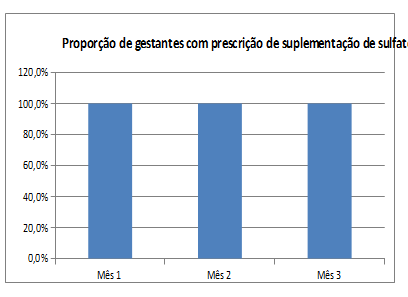 Proporção de gestantes com prescrição de suplementação de
120,0%
100,0%
80,0%
60,0%
40,0%
20,0%
0,0%
Mês 1
Mês 2
Mês 3